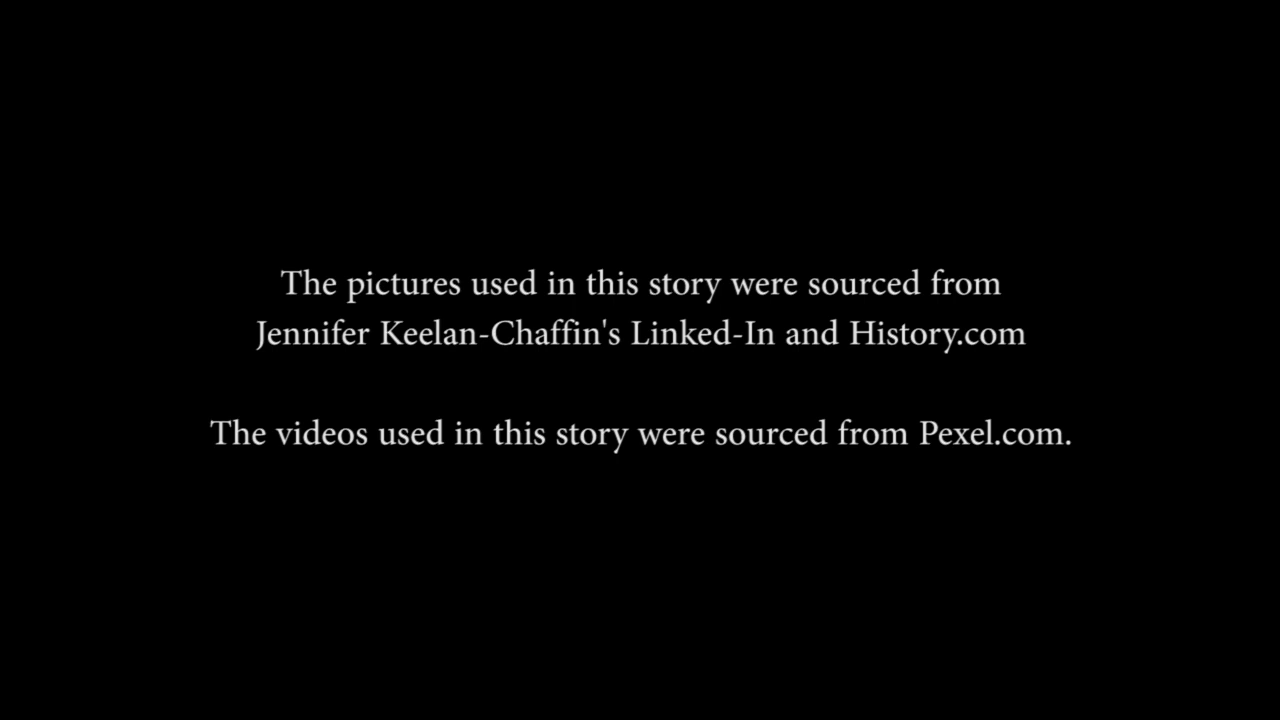 The pictures used in this story were sourced from
Jennifer Keelan-Chaffin's Linked-In and History.com
The videos used in this story were sourced from Pexel.com.